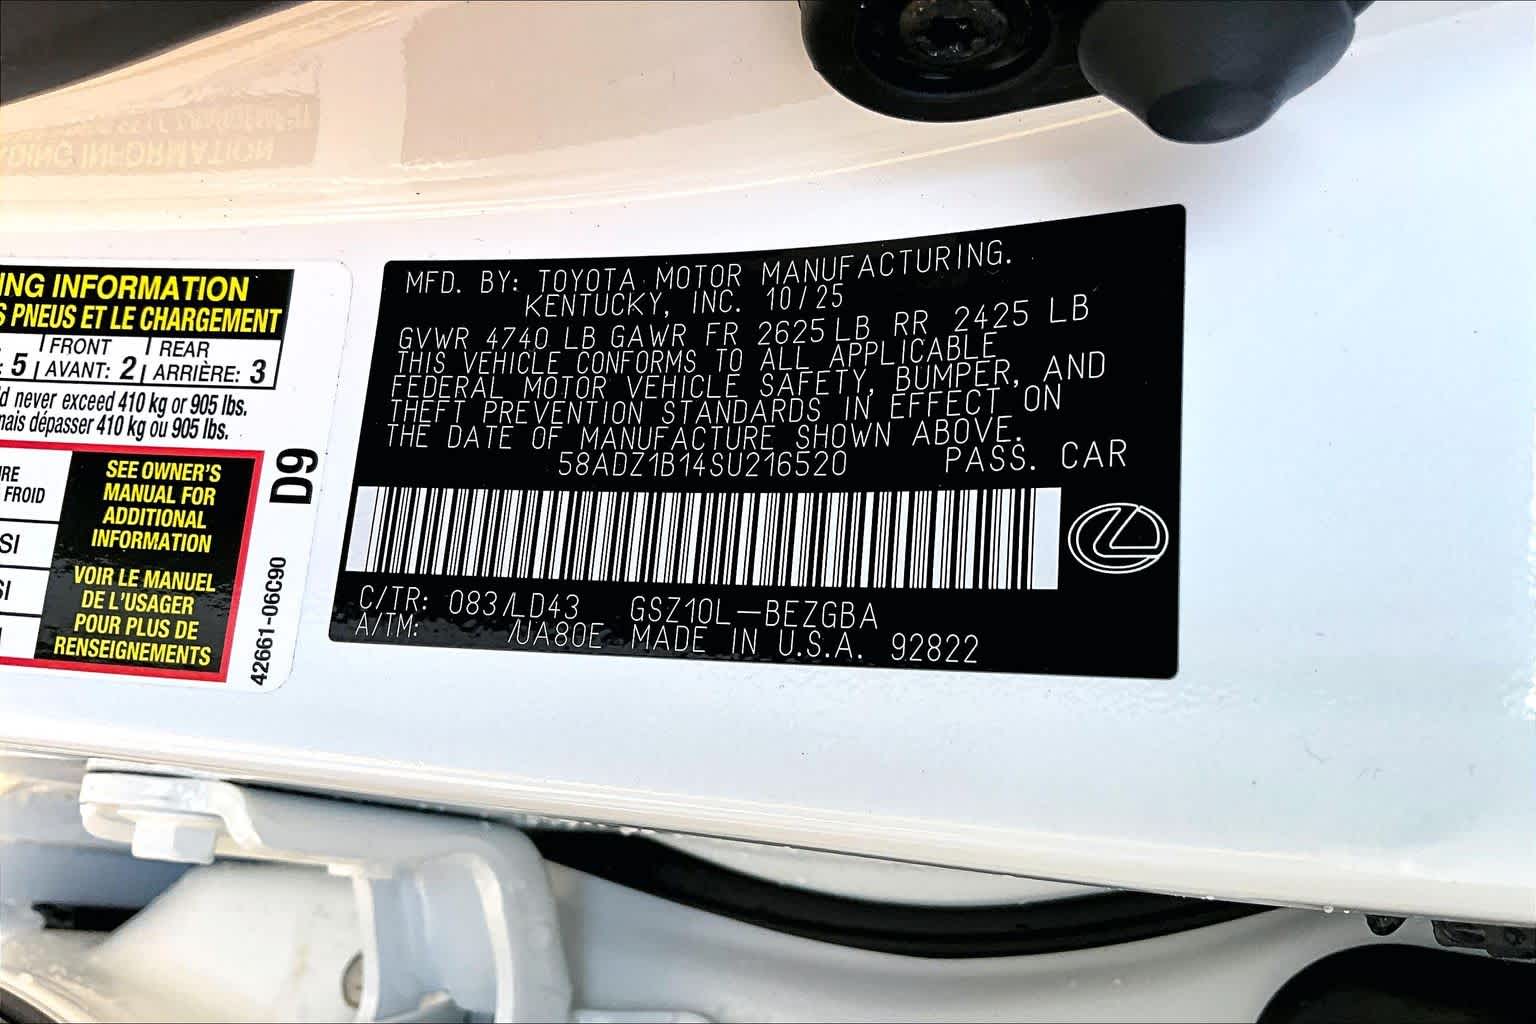 ING INFORMATION
S PNEUS ET LE CHARGEMENT
: 5 | FRONT AVANT: 2 | REAR ARRIÈRE: 3
d never exceed 410 kg or 905 lbs.
mais dépasser 410 kg ou 905 lbs.
RE
FROID
SI
SI
SEE OWNER'S
MANUAL FOR
ADDITIONAL
INFORMATION
VOIR LE MANUEL
DE L'USAGER
POUR PLUS DE
RENSEIGNEMENTS
D9
42661-06C90
MFD. BY: TOYOTA MOTOR MANUFACTURING.
KENTUCKY, INC. 10/25
GVWR 4740 LB GAWR FR 2625 LB RR 2425 LB
THIS VEHICLE CONFORMS TO ALL APPLICABLE
FEDERAL MOTOR VEHICLE SAFETY, BUMPER, AND
THEFT PREVENTION STANDARDS IN EFFECT ON
THE DATE OF MANUFACTURE SHOWN ABOVE.
58ADZ1B14SU216520 PASS. CAR
C/TR: 083/LD43 GSZ10L-BEZGBA
A/TM: /UA80E MADE IN U.S.A. 92822